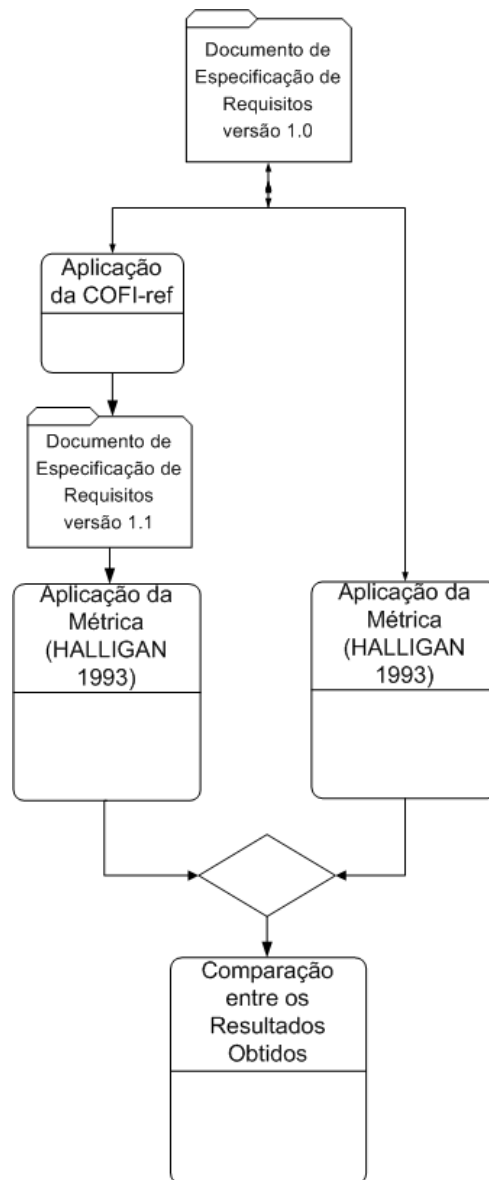 Documento de
Especificação de
Requisitos
versão 1.0
Aplicação
da COFI-ref
Documento de
Especificação de
Requisitos
versão 1.1
Aplicação da
Métrica
(HALLIGAN
1993)
Aplicação da
Métrica
(HALLIGAN
1993)
Comparação
entre os
Resultados
Obtidos